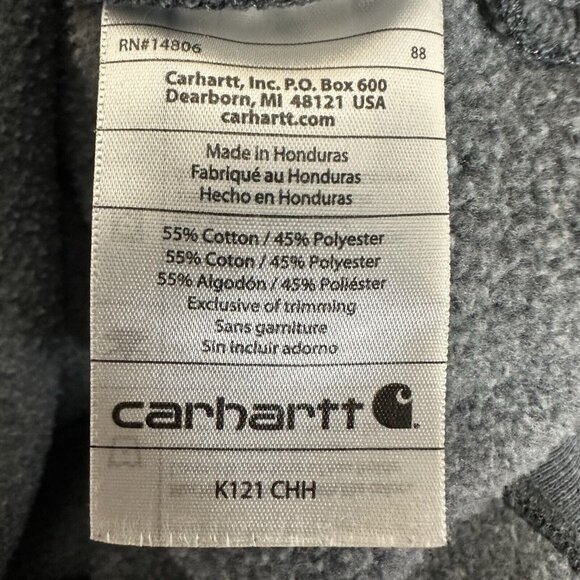 RN#14806 88
Carhartt, Inc. P.O. Box 600
Dearborn, MI 48121 USA
carhartt.com
Made in Honduras
Fabriqué au Honduras
Hecho en Honduras
55% Cotton / 45% Polyester
55% Coton / 45% Polyester
55% Algodón / 45% Poliéster
Exclusive of trimming
Sans garniture
Sin incluir adorno
carhartt
K121 CHH